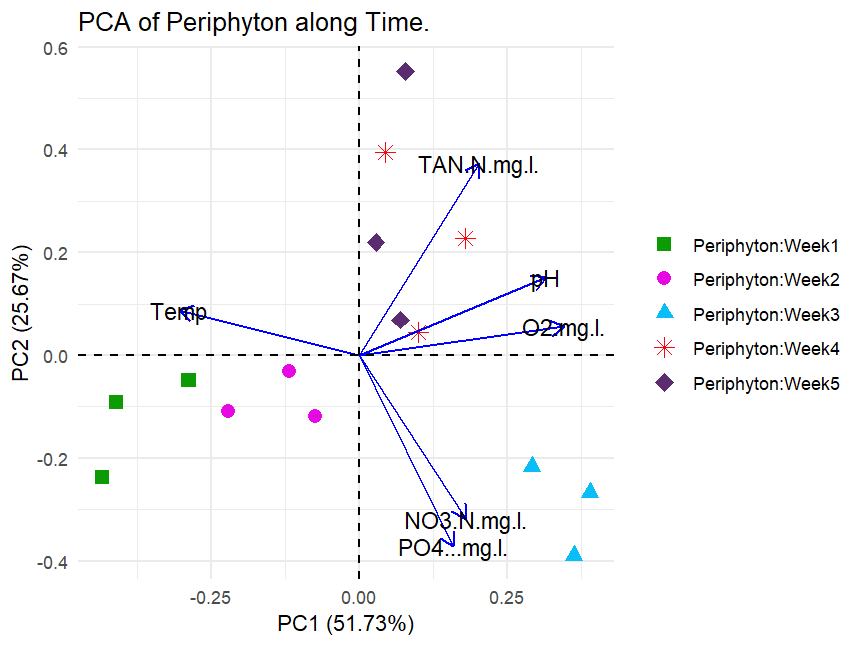 PCA of Periphyton along Time.
0.6
0.4
0.2
0.0
-0.2
-0.4
PC2 (25.67%)
TAN.N.mg.l.
pH
O2.mg.l.
Temp
NO3.N.mg.l.
PO4...mg.l.
-0.25
0.00
0.25
PC1 (51.73%)
Periphyton:Week1
Periphyton:Week2
Periphyton:Week3
Periphyton:Week4
Periphyton:Week5